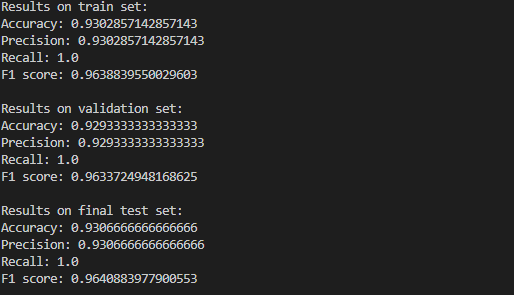 Results on train set:
Accuracy: 0.9302857142857143
Precision: 0.9302857142857143
Recall: 1.0
F1 score: 0.9638839550029603
Results on validation set:
Accuracy: 0.9293333333333333
Precision: 0.9293333333333333
Recall: 1.0
F1 score: 0.9633724948168625
Results on final test set:
Accuracy: 0.9306666666666666
Precision: 0.9306666666666666
Recall: 1.0
F1 score: 0.9640883977900553